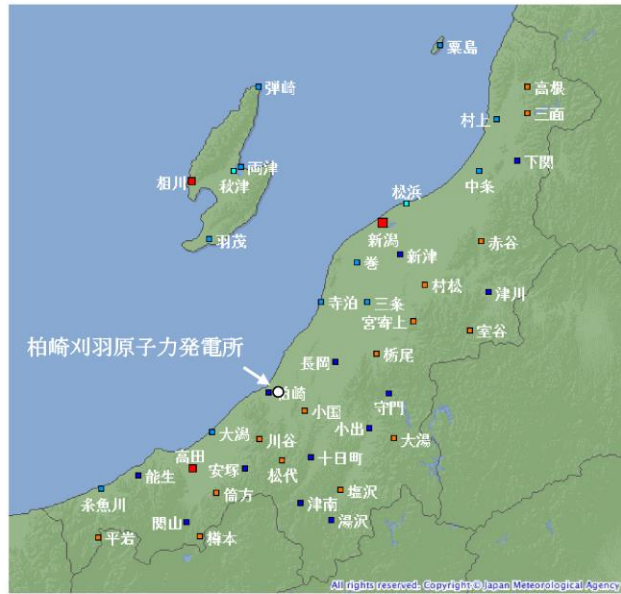 粟島
弾崎
高根
三面
村上
下関
両津
秋津
相川
中条
松浜
新潟
羽茂
赤谷
新津
巻
村松
津川
寺泊
三条
宮寄上
室谷
柏崎刈羽原子力発電所
長岡
栃尾
柏崎
守門
小国
小出
大潟
川谷
大湯
高田
十日町
安塚
松代
能生
糸魚川
筒方
塩沢
津南
関山
湯沢
平岩
樽本
All rights reserved. Copyright © Japan Meteorological Agency